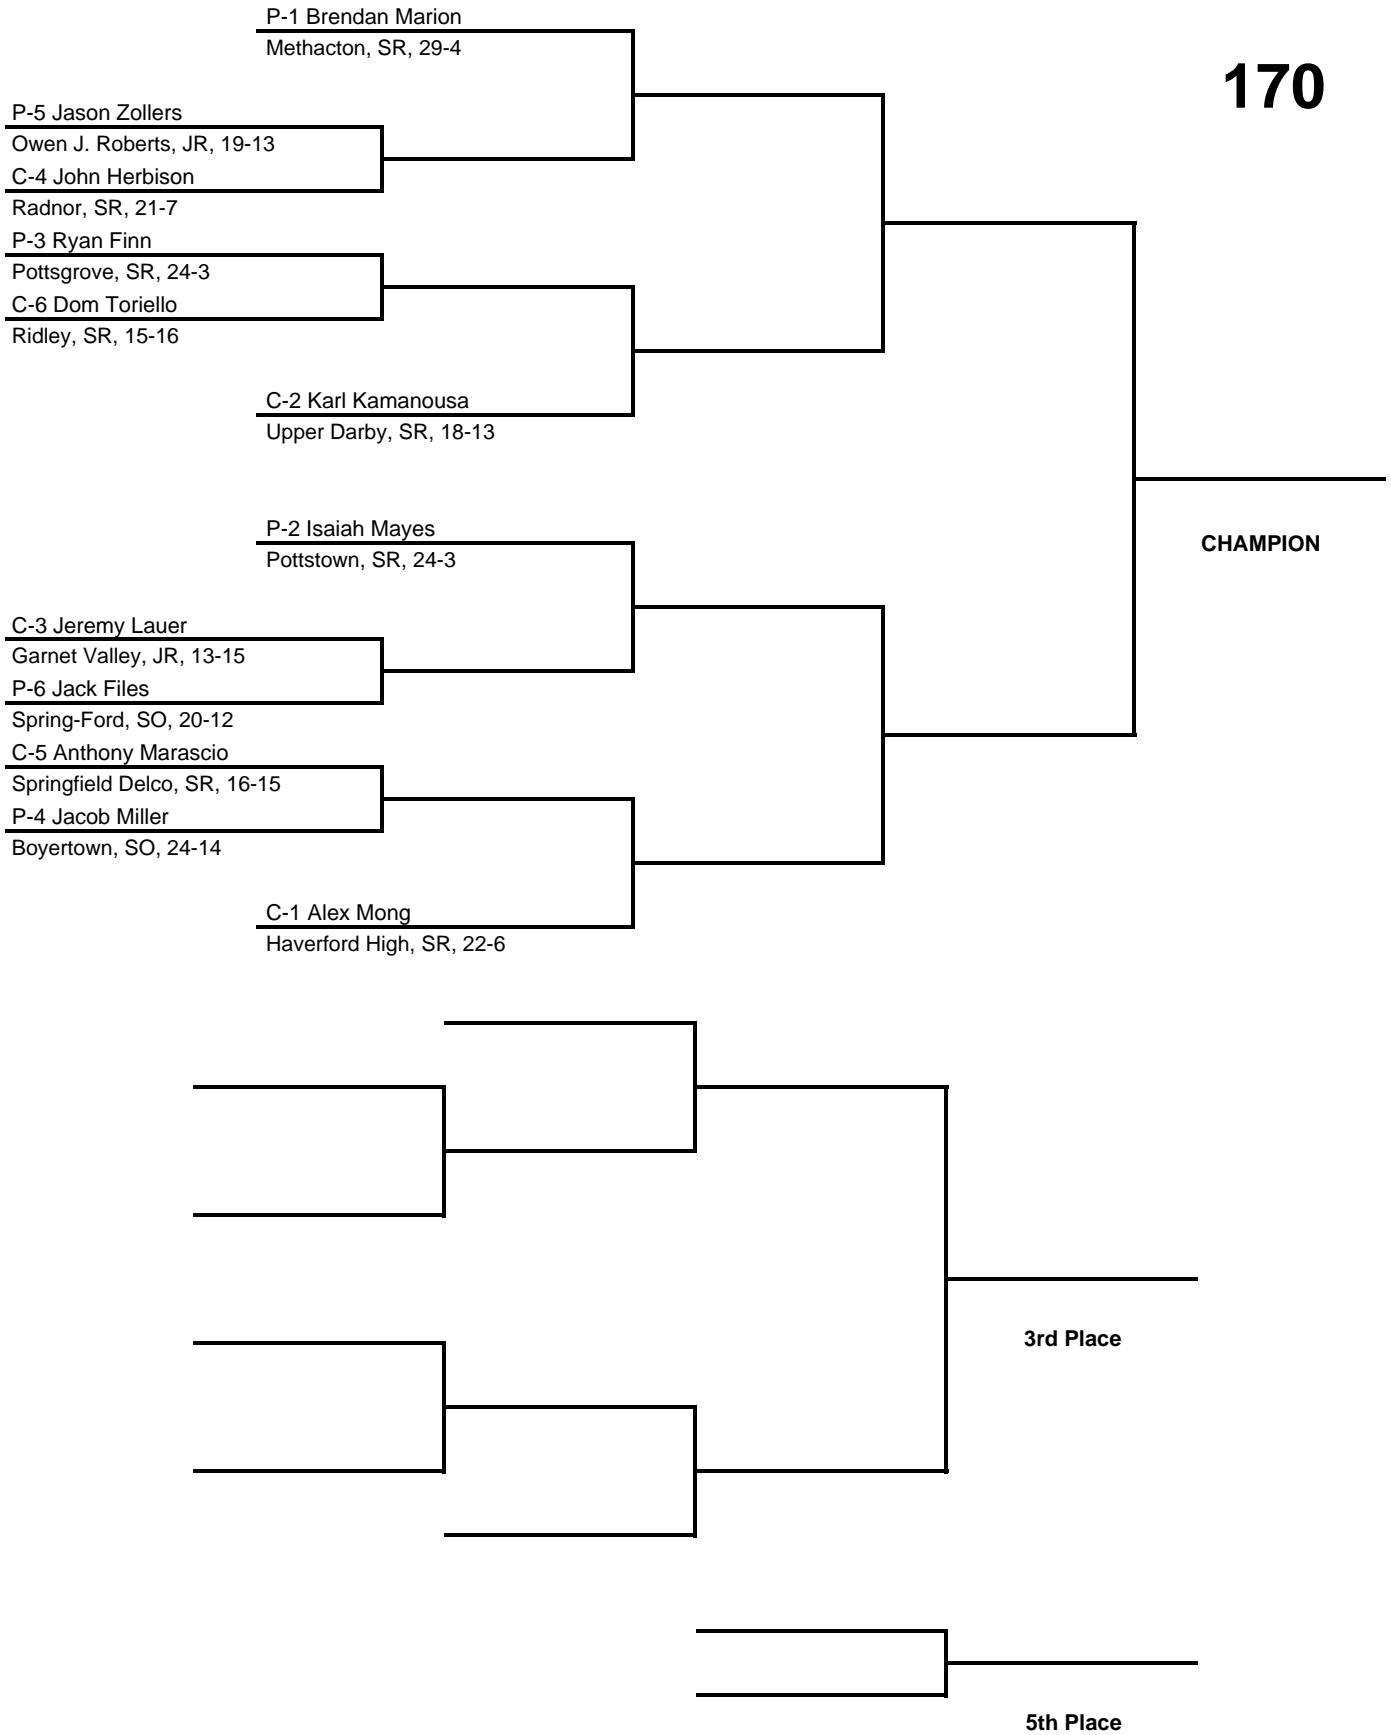 P-1 Brendan Marion
Methacton, SR, 29-4
170
P-5 Jason Zollers
Owen J. Roberts, JR, 19-13
C-4 John Herbison
Radnor, SR, 21-7
P-3 Ryan Finn
Pottsgrove, SR, 24-3
C-6 Dom Toriello
Ridley, SR, 15-16
C-2 Karl Kamanousa
Upper Darby, SR, 18-13
P-2 Isaiah Mayes
Pottstown, SR, 24-3
CHAMPION
C-3 Jeremy Lauer
Garnet Valley, JR, 13-15
P-6 Jack Files
Spring-Ford, SO, 20-12
C-5 Anthony Marascio
Springfield Delco, SR, 16-15
P-4 Jacob Miller
Boyertown, SO, 24-14
C-1 Alex Mong
Haverford High, SR, 22-6
3rd Place
5th Place